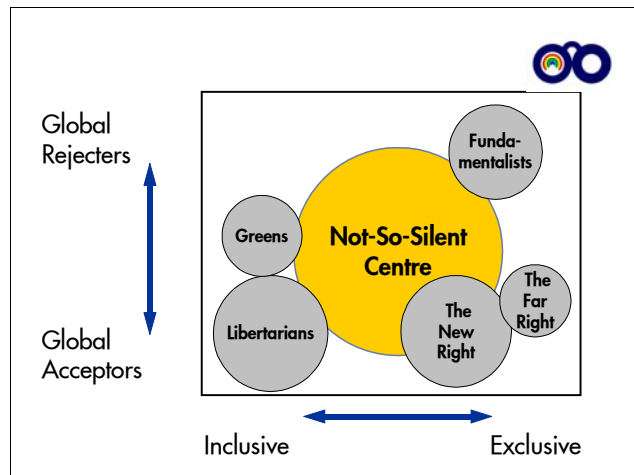 Global
Rejecters
Funda-
mentalists
Greens
Not-So-Silent
Centre
The
Far
Right
Libertarians
The
New
Right
Global
Acceptors
Inclusive
Exclusive